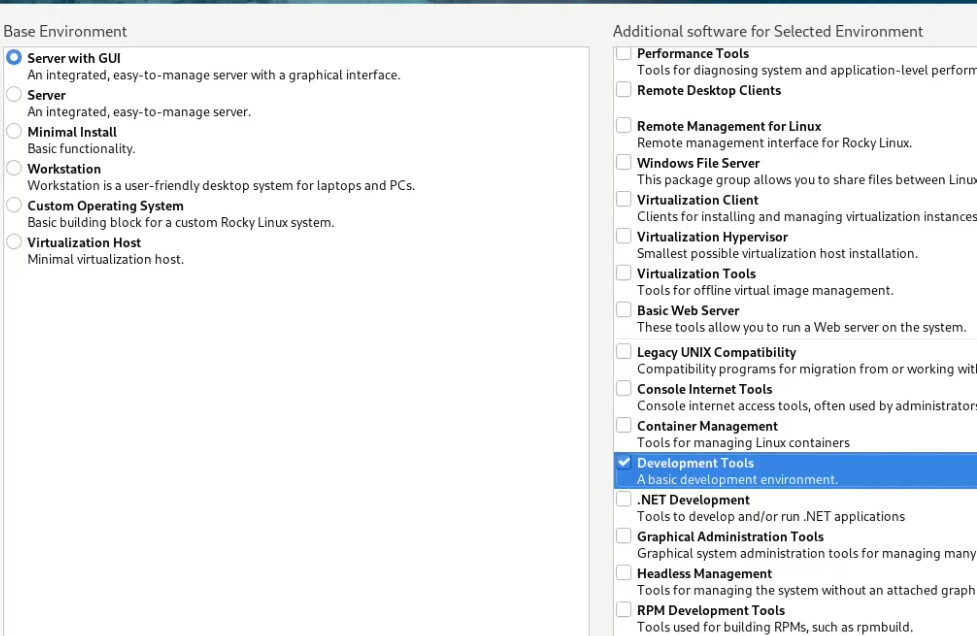 Base Environment
Server with GUI
An integrated, easy-to-manage server with a graphical interface.
Server
An integrated, easy-to-manage server.
Minimal Install
Basic functionality.
Workstation
Workstation is a user-friendly desktop system for laptops and PCs.
Custom Operating System
Basic building block for a custom Rocky Linux system.
Virtualization Host
Minimal virtualization host.
Additional software for Selected Environment
Performance Tools
Tools for diagnosing system and application-level perform
Remote Desktop Clients
Remote Management for Linux
Remote management interface for Rocky Linux.
Windows File Server
This package group allows you to share files between Linux
Virtualization Client
Clients for installing and managing virtualization instances
Virtualization Hypervisor
Smallest possible virtualization host installation.
Virtualization Tools
Tools for offline virtual image management.
Basic Web Server
These tools allow you to run a Web server on the system.
Legacy UNIX Compatibility
Compatibility programs for migration from or working wit
Console Internet Tools
Console internet access tools, often used by administrators
Container Management
Tools for managing Linux containers
Development Tools
A basic development environment.
.NET Development
Tools to develop and/or run .NET applications
Graphical Administration Tools
Graphical system administration tools for managing many
Headless Management
Tools for managing the system without an attached graph
RPM Development Tools
Tools used for building RPMs, such as rpmbuild.